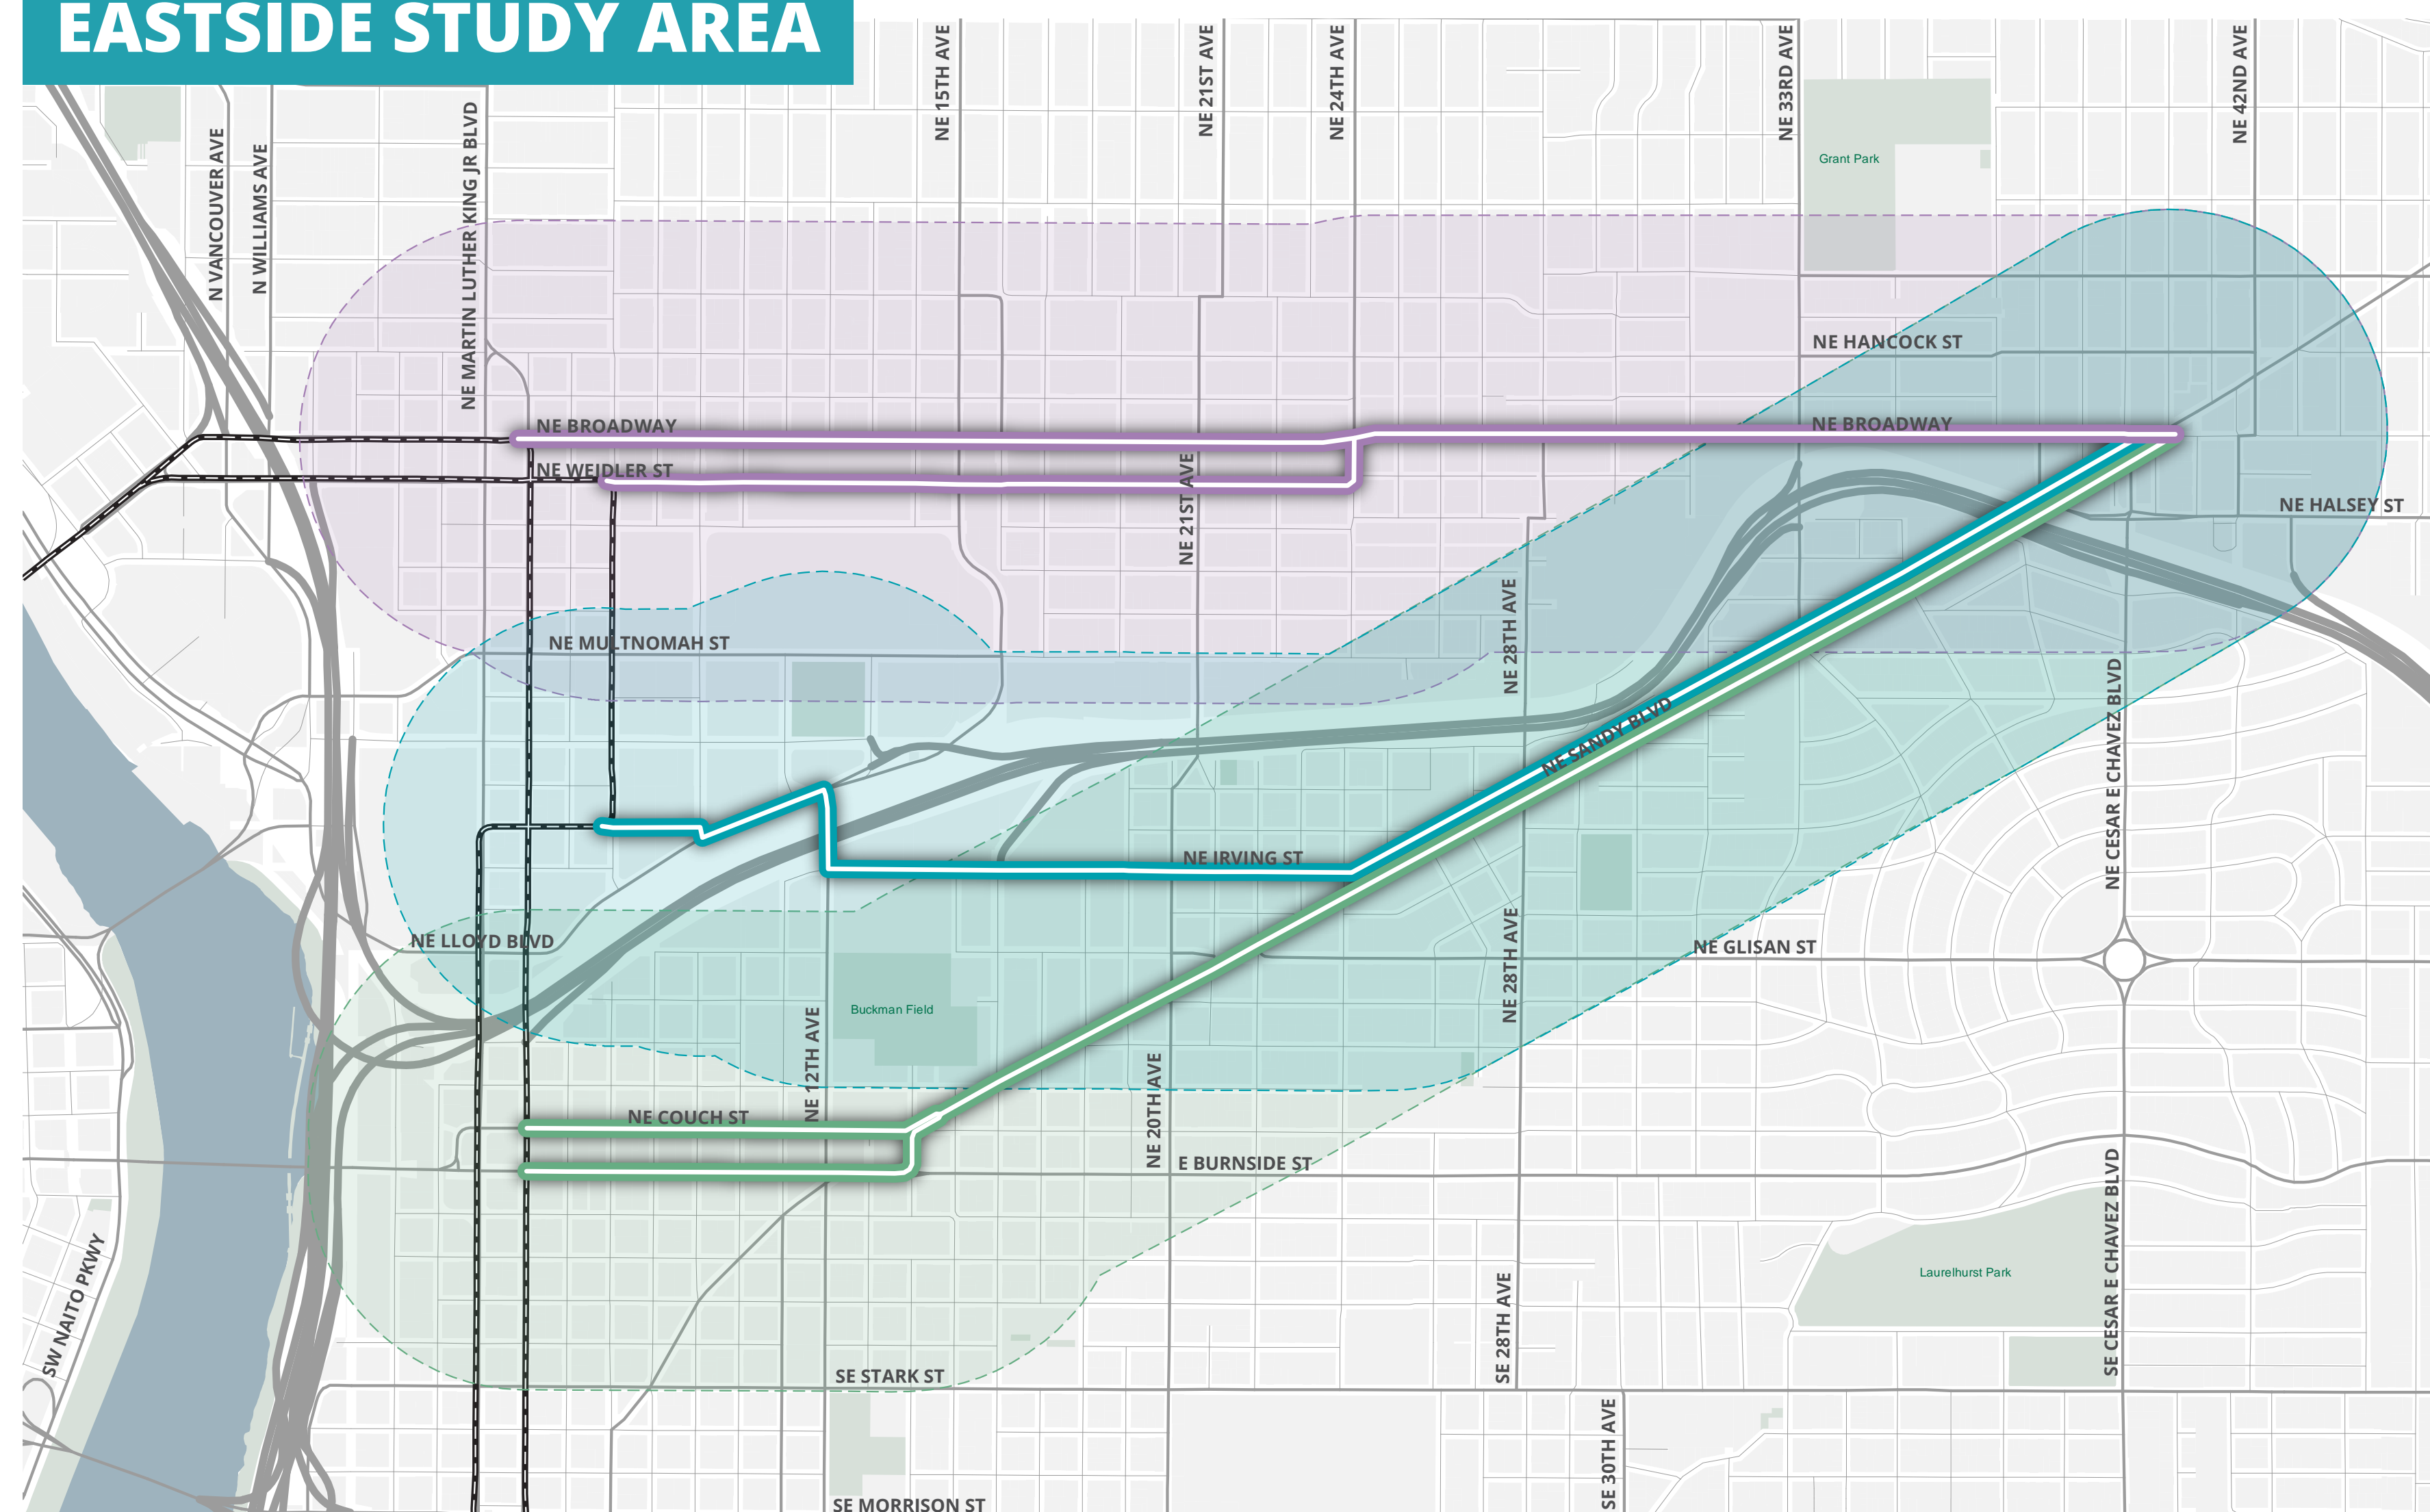 EASTSIDE STUDY AREA
NE 15TH AVE
NE 21ST AVE
NE 24TH AVE
NE 33RD AVE
NE 42ND AVE
N VANCOUVER AVE
N WILLIAMS AVE
NE MARTIN LUTHER KING JR BLVD
Grant Park
NE HANCOCK ST
NE BROADWAY
NE BROADWAY
NE WEIDLER ST
NE 21ST AVE
NE HALSEY ST
NE 28TH AVE
NE MULTNOMAH ST
NE SANDY BLVD
NE CESAR E CHAVEZ BLVD
NE IRVING ST
NE LLOYD BLVD
NE 28TH AVE
NE GLISAN ST
Buckman Field
NE 12TH AVE
NE 20TH AVE
NE COUCH ST
E BURNSIDE ST
SE CESAR E CHAVEZ BLVD
SW NAITO PKWY
SE 28TH AVE
Laurelhurst Park
SE STARK ST
SE 30TH AVE
SE MORRISON ST